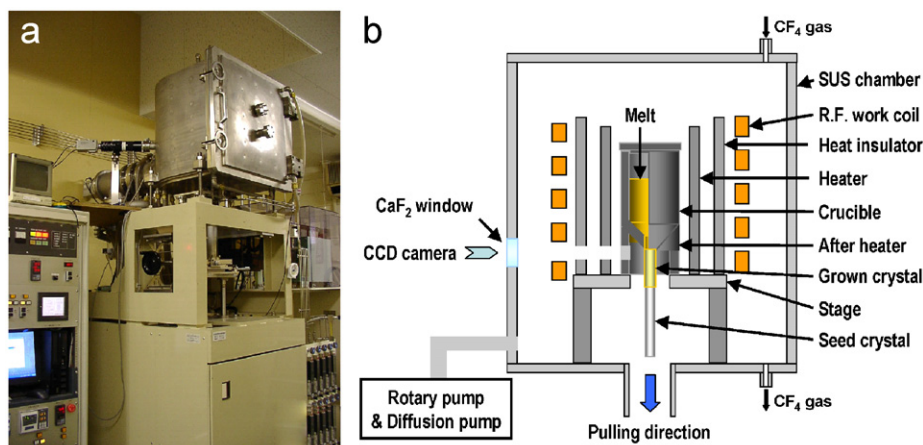 a
b
CF₄ gas
SUS chamber
R.F. work coil
Melt
Heat insulator
Heater
CaF₂ window
Crucible
After heater
CCD camera
Grown crystal
Stage
Seed crystal
Rotary pump
& Diffusion pump
CF₄ gas
Pulling direction